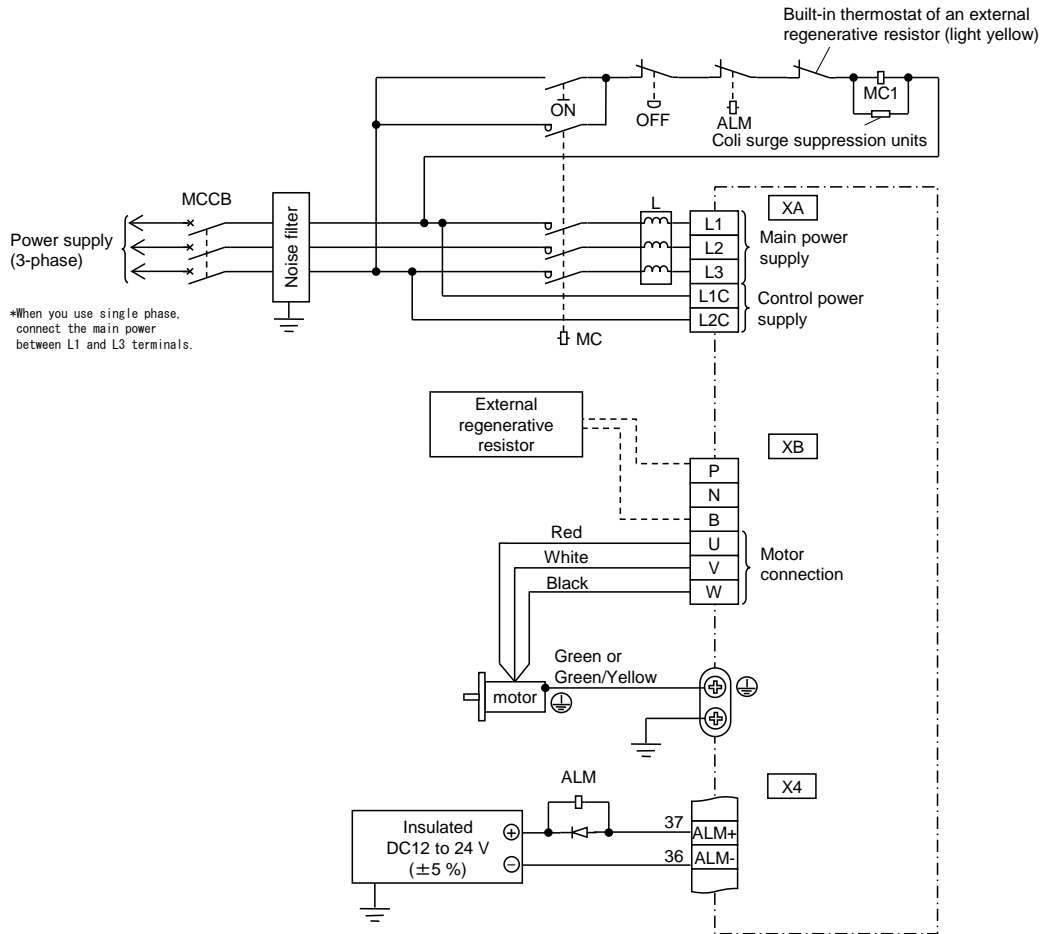 Built-in thermostat of an external
regenerative resistor (light yellow)
MC1
ON
OFF
ALM
Coli surge suppression units
MCCB
Noise filter
L
XA
Power supply
(3-phase)
L1
L2
L3
L1C
L2C
Main power
supply
Control power
supply
*When you use single phase,
connect the main power
between L1 and L3 terminals.
MC
External
regenerative
resistor
XB
P
N
B
U
V
W
Red
White
Black
Motor
connection
Green or
Green/Yellow
motor
ALM
X4
Insulated
DC12 to 24 V
(±5 %)
+
−
37
ALM+
36
ALM-